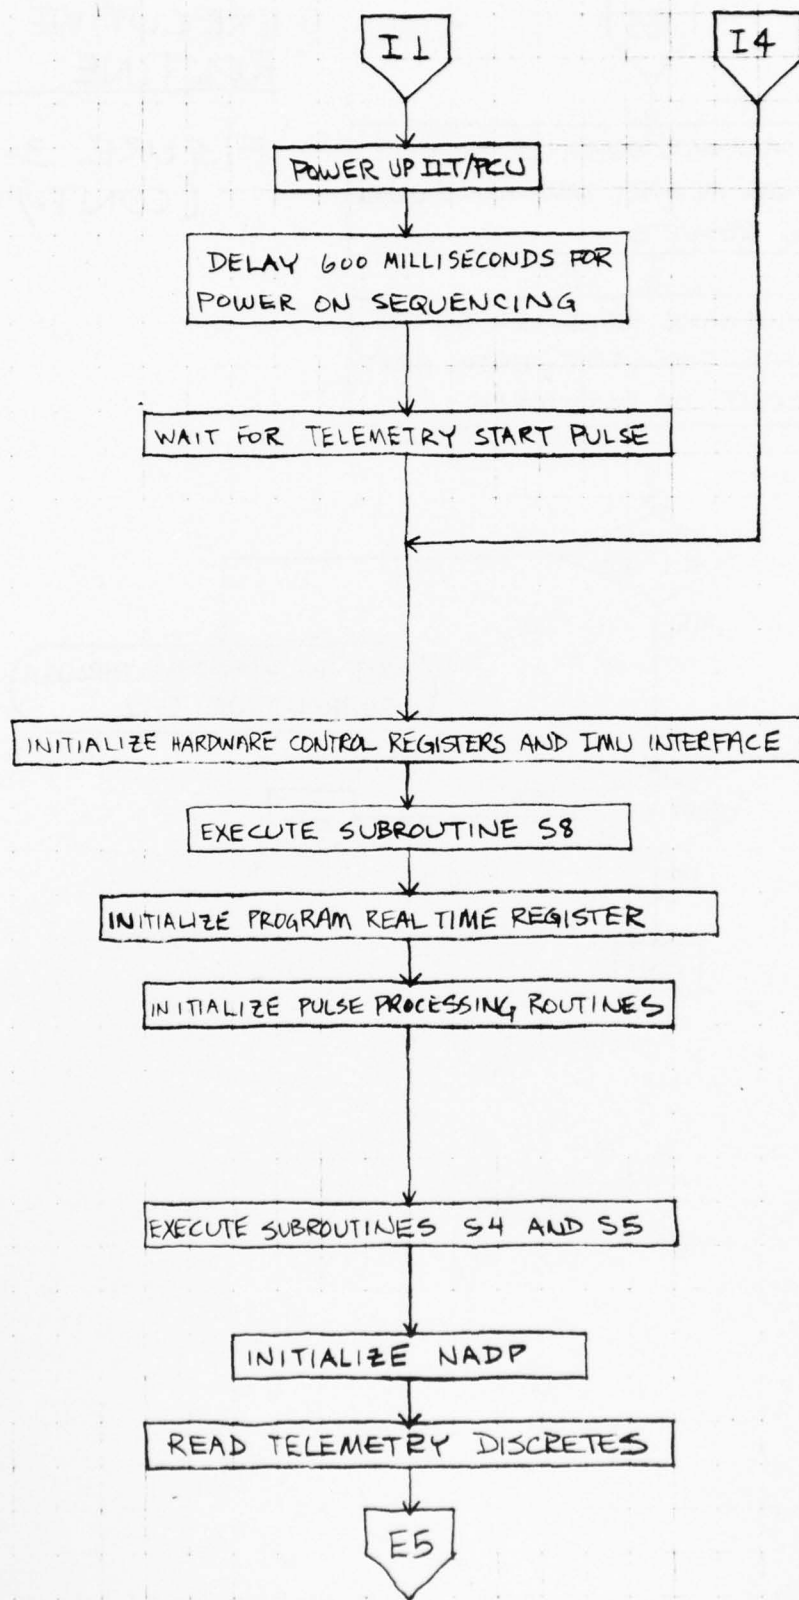 I1
I4
POWER UP IIT/PCU
DELAY 600 MILLISECONDS FOR
POWER ON SEQUENCING
WAIT FOR TELEMETRY START PULSE
INITIALIZE HARDWARE CONTROL REGISTERS AND IMU INTERFACE
EXECUTE SUBROUTINE S8
INITIALIZE PROGRAM REAL TIME REGISTER
INITIALIZE PULSE PROCESSING ROUTINES
EXECUTE SUBROUTINES S4 AND S5
INITIALIZE NADP
READ TELEMETRY DISCRETES
E5